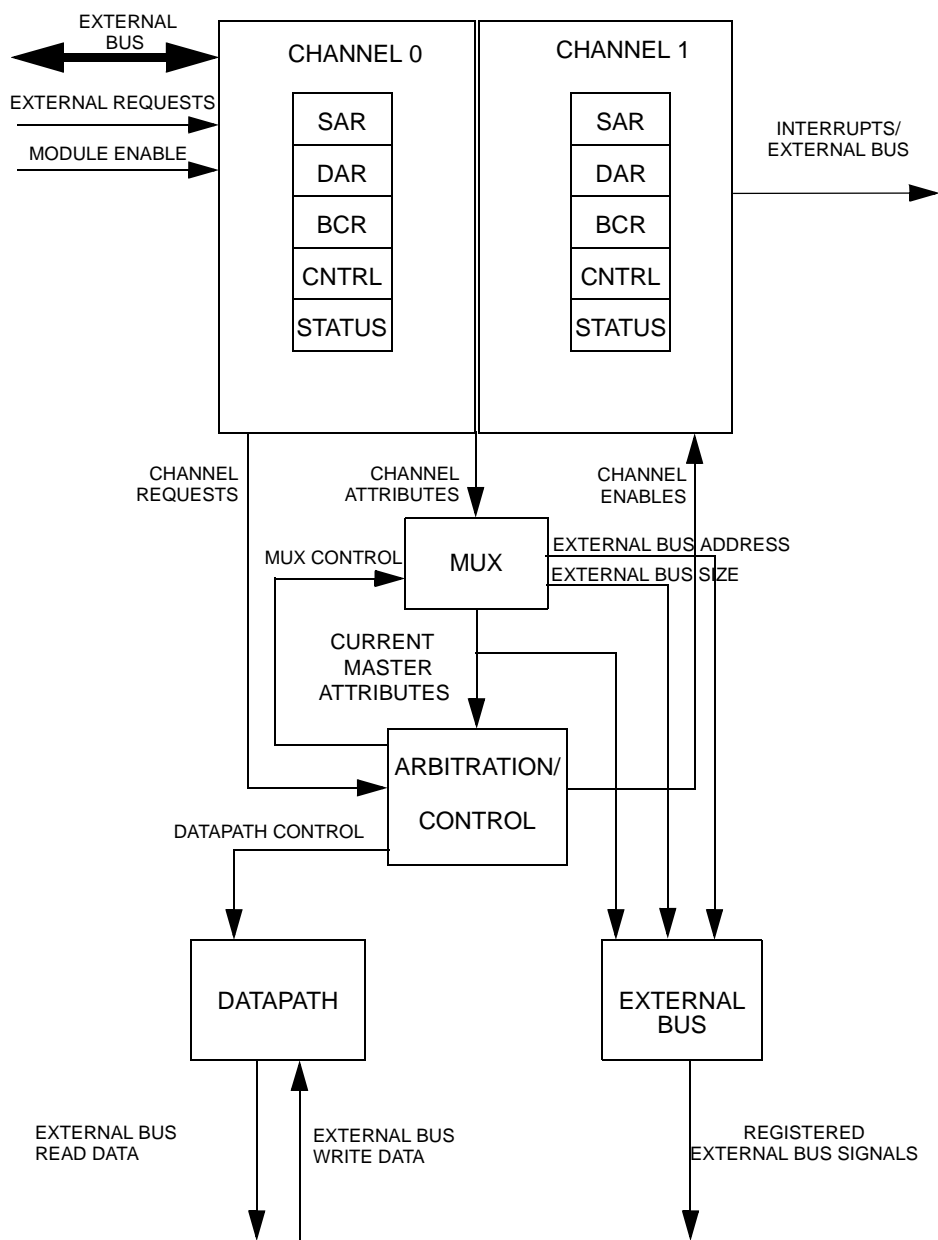 EXTERNAL
BUS
CHANNEL 0
CHANNEL 1
EXTERNAL REQUESTS
MODULE ENABLE
SAR
DAR
BCR
CNTRL
STATUS
SAR
DAR
BCR
CNTRL
STATUS
INTERRUPTS/
EXTERNAL BUS
CHANNEL
REQUESTS
CHANNEL
ATTRIBUTES
CHANNEL
ENABLES
MUX CONTROL
MUX
EXTERNAL BUS ADDRESS
EXTERNAL BUS SIZE
CURRENT
MASTER
ATTRIBUTES
ARBITRATION/
CONTROL
DATAPATH CONTROL
DATAPATH
EXTERNAL
BUS
EXTERNAL BUS
READ DATA
EXTERNAL BUS
WRITE DATA
REGISTERED
EXTERNAL BUS SIGNALS